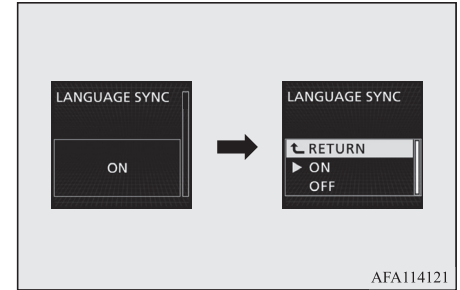 LANGUAGE SYNC
ON
LANGUAGE SYNC
RETURN
ON
OFF
AFA114121